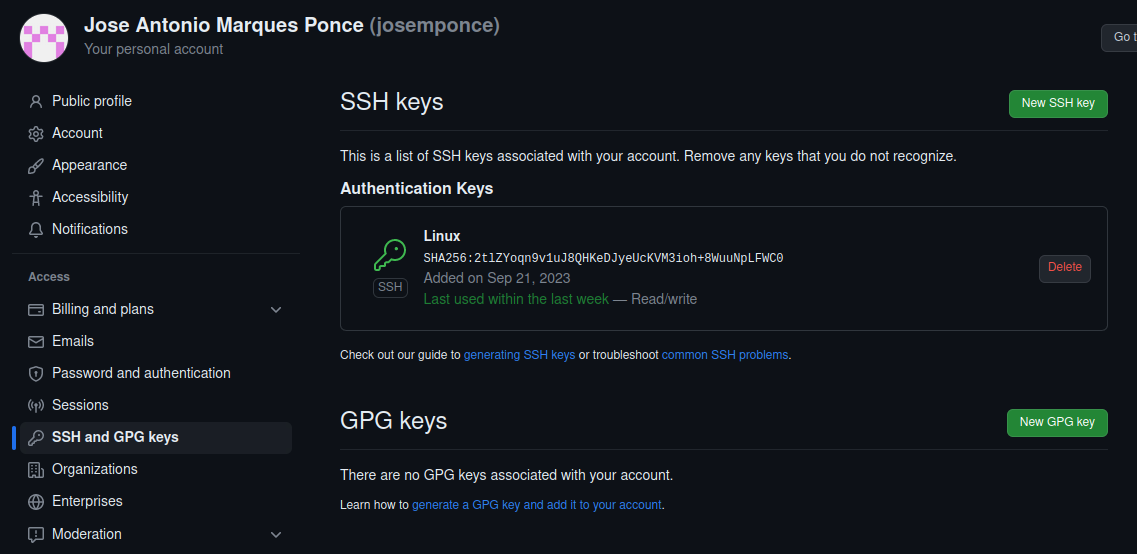 Jose Antonio Marques Ponce (josemponce)
Your personal account
Go t
Public profile
Account
Appearance
Accessibility
Notifications
Access
Billing and plans
Emails
Password and authentication
Sessions
SSH and GPG keys
Organizations
Enterprises
Moderation
SSH keys
New SSH key
This is a list of SSH keys associated with your account. Remove any keys that you do not recognize.
Authentication Keys
Linux
SHA256:2tlZYoqn9v1uJ8QHKeDJyeUcKVM3ioh+8WuuNpLFWC0
SSH
Added on Sep 21, 2023
Last used within the last week — Read/write
Delete
Check out our guide to generating SSH keys or troubleshoot common SSH problems.
GPG keys
New GPG key
There are no GPG keys associated with your account.
Learn how to generate a GPG key and add it to your account.